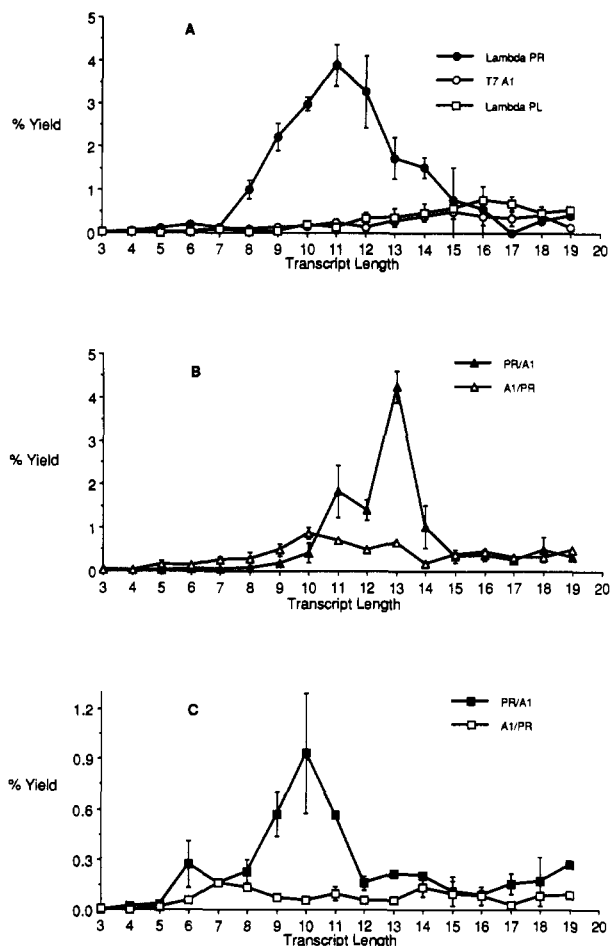 A
5
4
3
2
1
0
% Yield
Lambda PR
T7 A1
Lambda PL
3 4 5 6 7 8 9 10 11 12 13 14 15 16 17 18 19 20
Transcript Length
B
5
4
3
2
1
0
% Yield
PR/A1
A1/PR
3 4 5 6 7 8 9 10 11 12 13 14 15 16 17 18 19 20
Transcript Length
C
1.2
0.9
0.6
0.3
0.0
% Yield
PR/A1
A1/PR
3 4 5 6 7 8 9 10 11 12 13 14 15 16 17 18 19 20
Transcript Length